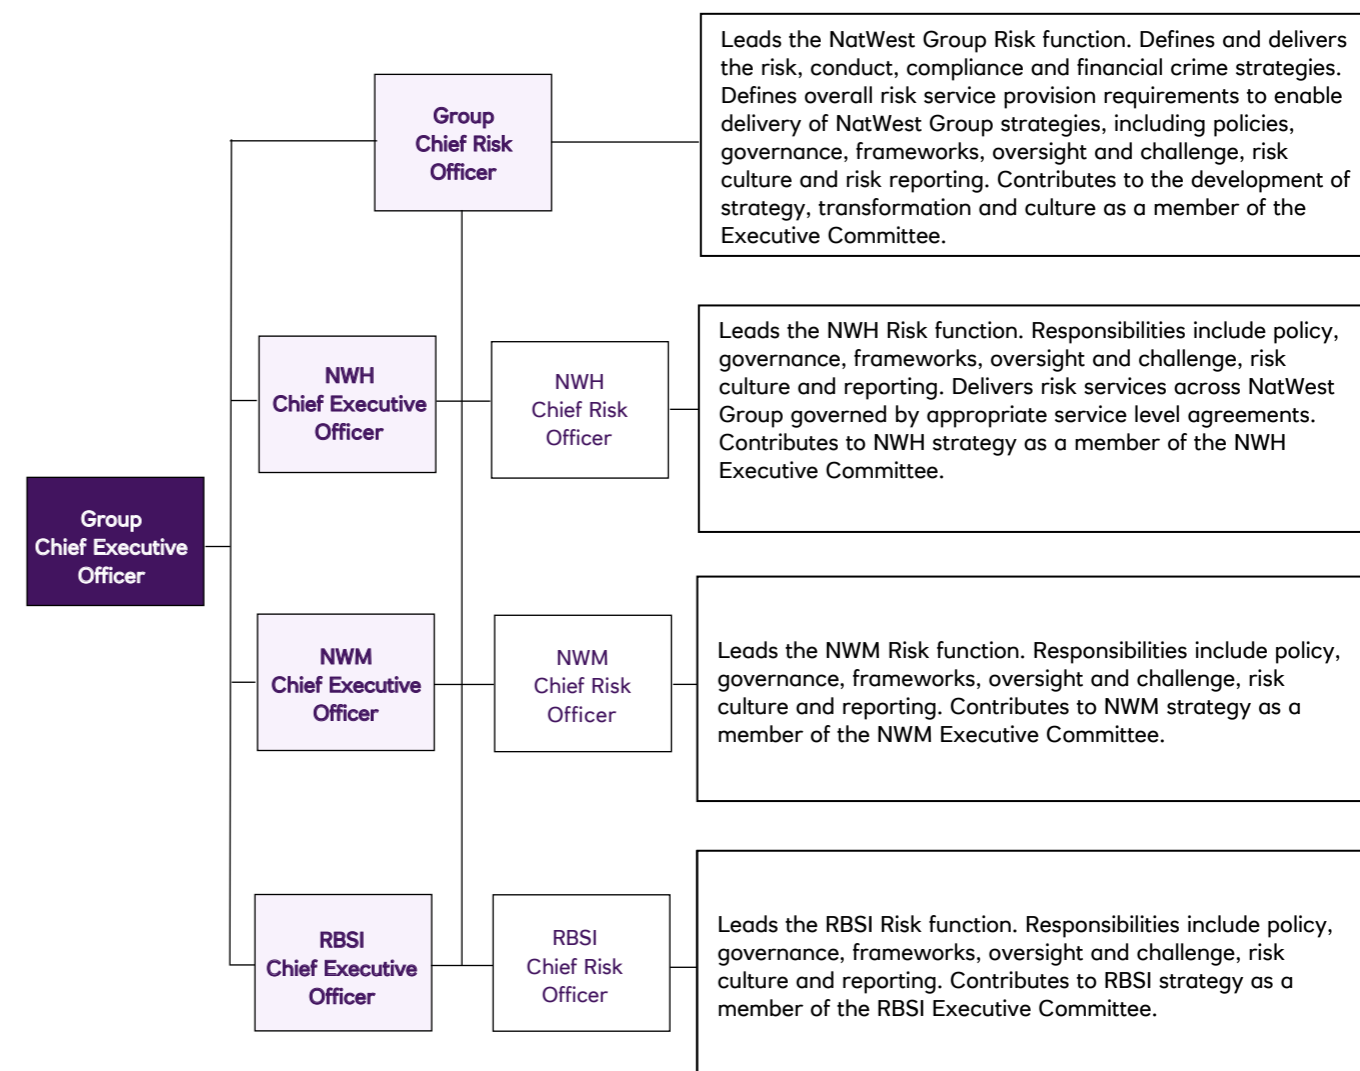 Leads the NatWest Group Risk function. Defines and delivers
the risk, conduct, compliance and financial crime strategies.
Defines overall risk service provision requirements to enable
delivery of NatWest Group strategies, including policies,
governance, frameworks, oversight and challenge, risk
culture and risk reporting. Contributes to the development of
strategy, transformation and culture as a member of the
Executive Committee.
Group
Chief Risk
Officer
NWH
Chief Executive
Officer
NWH
Chief Risk
Officer
Leads the NWH Risk function. Responsibilities include policy,
governance, frameworks, oversight and challenge, risk
culture and reporting. Delivers risk services across NatWest
Group governed by appropriate service level agreements.
Contributes to NWH strategy as a member of the NWH
Executive Committee.
Group
Chief Executive
Officer
NWM
Chief Executive
Officer
NWM
Chief Risk
Officer
Leads the NWM Risk function. Responsibilities include policy,
governance, frameworks, oversight and challenge, risk
culture and reporting. Contributes to NWM strategy as a
member of the NWM Executive Committee.
RBSI
Chief Executive
Officer
RBSI
Chief Risk
Officer
Leads the RBSI Risk function. Responsibilities include policy,
governance, frameworks, oversight and challenge, risk
culture and reporting. Contributes to RBSI strategy as a
member of the RBSI Executive Committee.